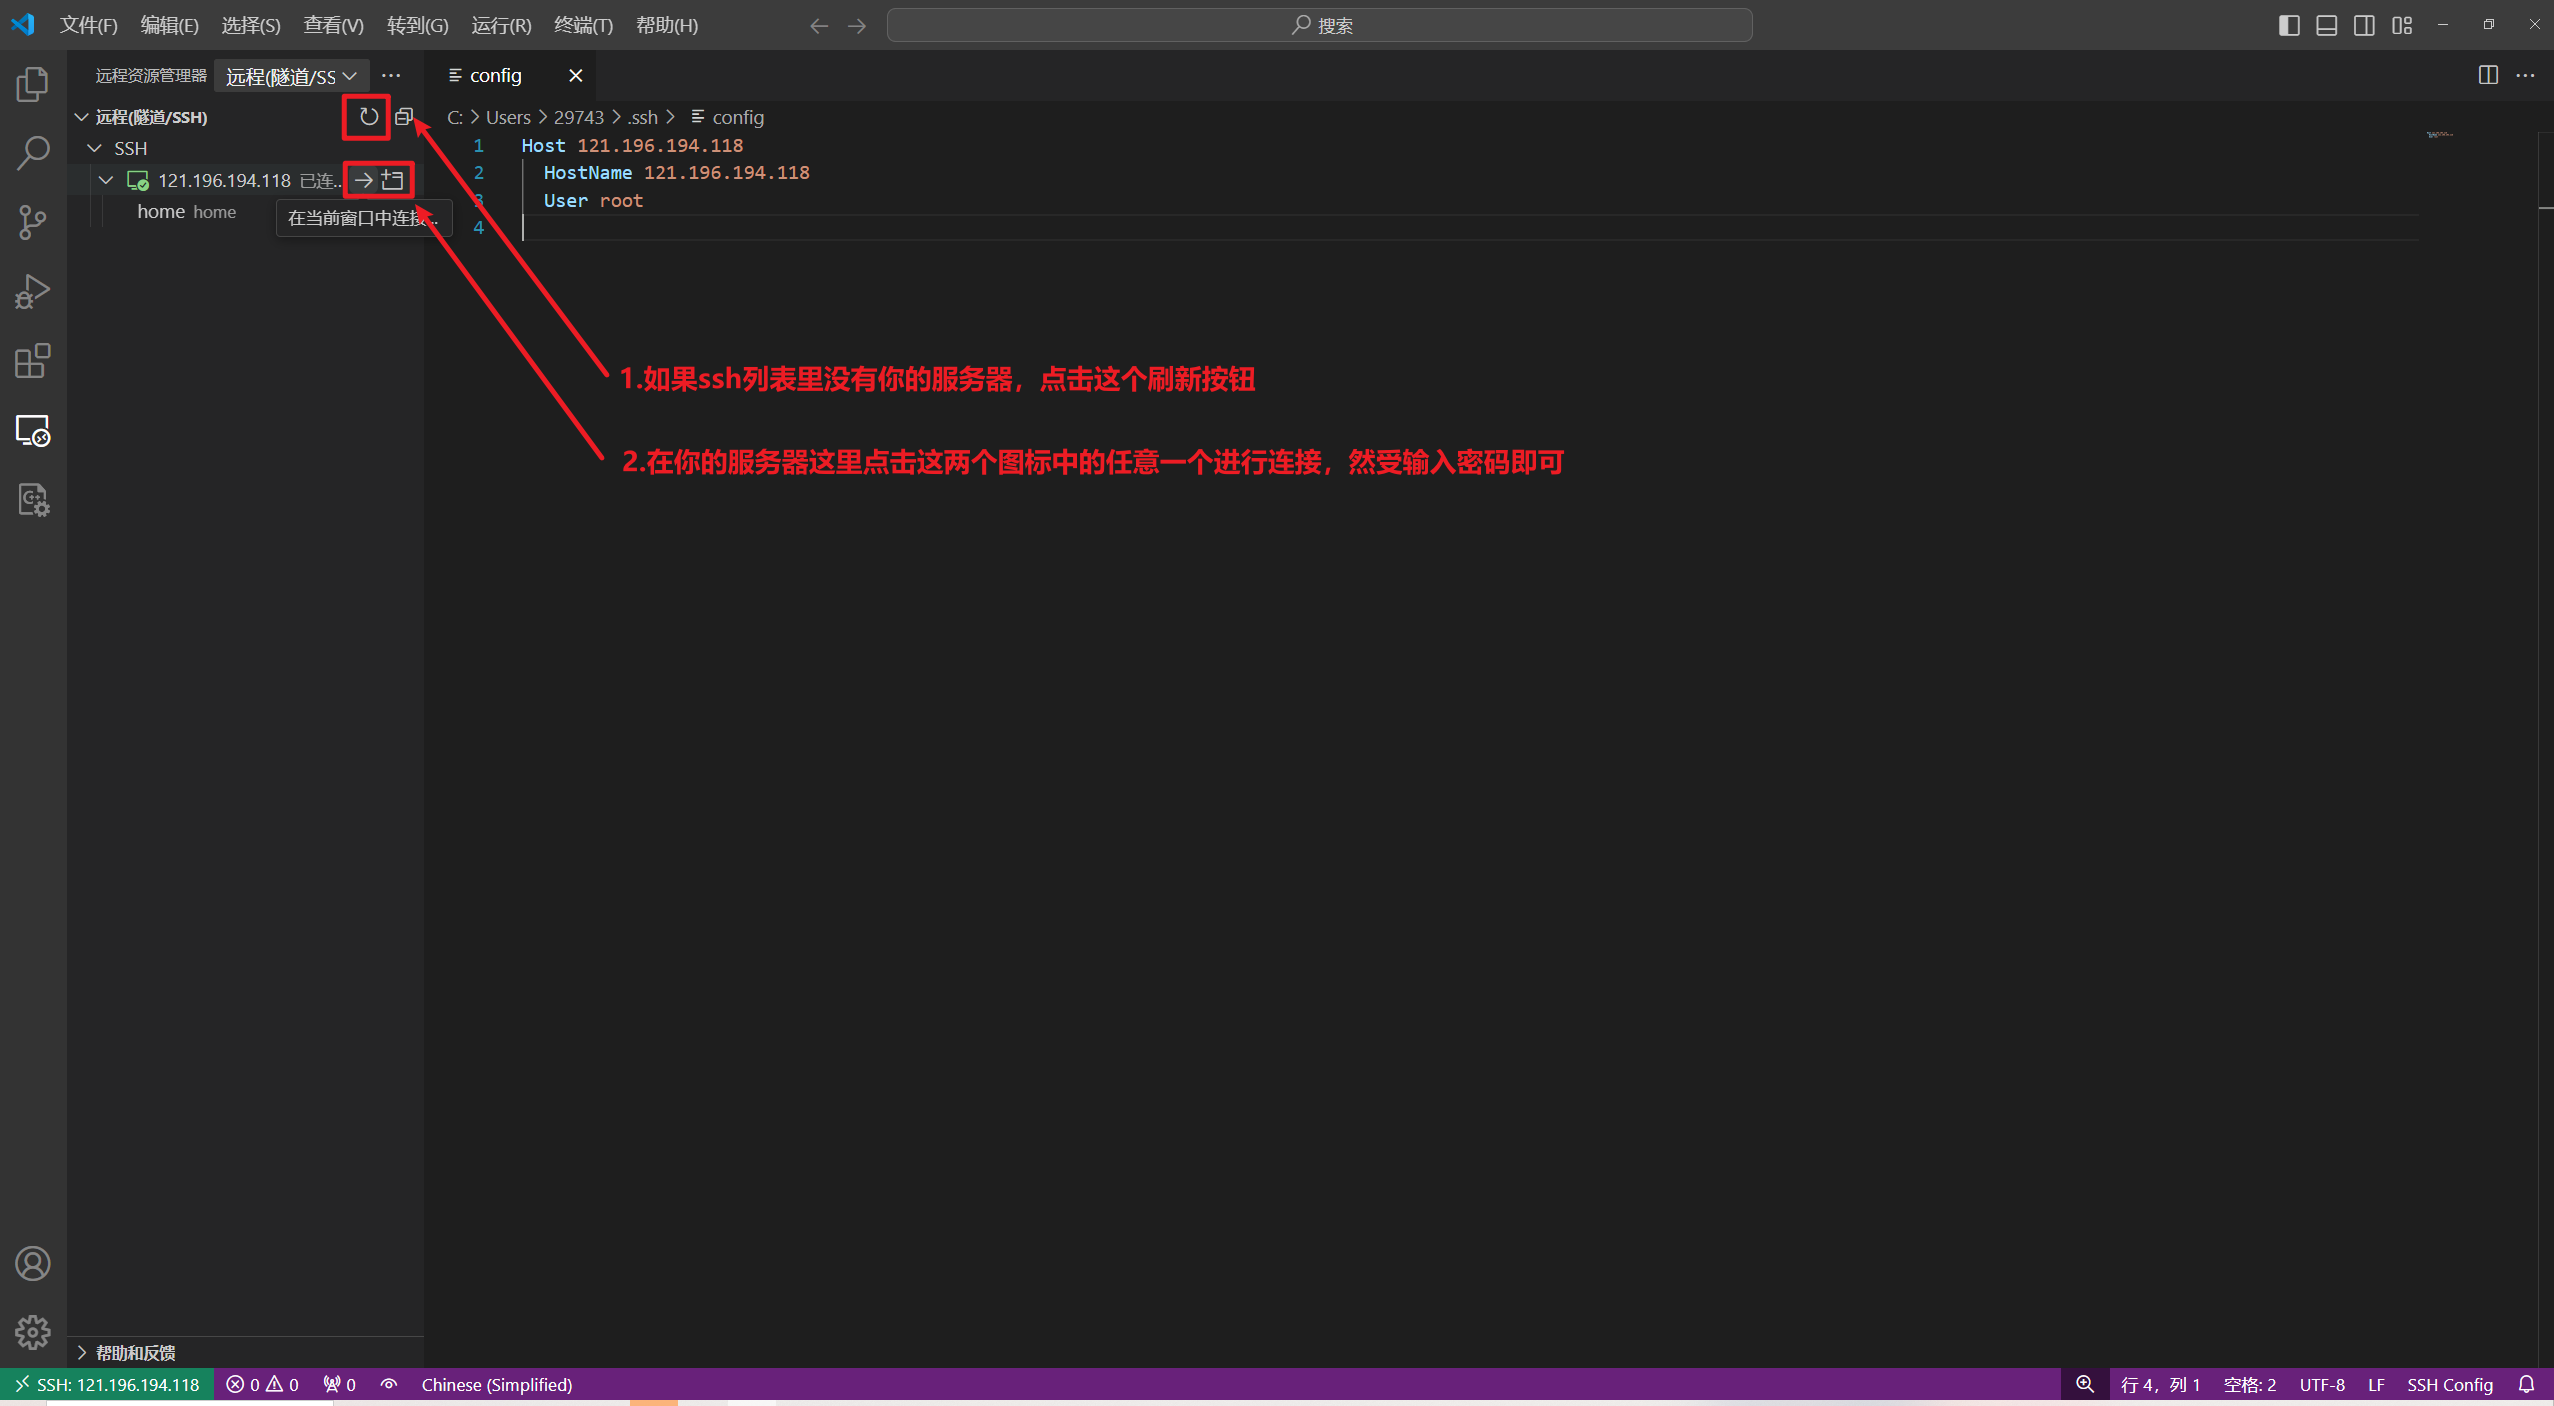 文件(F) 编辑(E) 选择(S) 查看(V) 转到(G) 运行(R) 终端(T) 帮助(H) 搜索
远程资源管理器 远程(隧道/SS
config
远程(隧道/SSH)
C: > Users > 29743 > .ssh > config
SSH
121.196.194.118 已连...
home home
在当前窗口中连接...
1 Host 121.196.194.118
2 HostName 121.196.194.118
3 User root
4
1.如果ssh列表里没有你的服务器，点击这个刷新按钮
2.在你的服务器这里点击这两个图标中的任意一个进行连接，然受输入密码即可
帮助和反馈
SSH: 121.196.194.118 0 0 0 Chinese (Simplified) 行 4，列 1 空格: 2 UTF-8 LF SSH Config